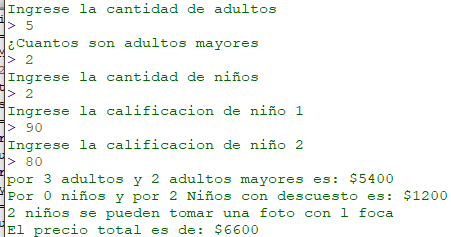 Ingrese la cantidad de adultos
> 5
¿Cuantos son adultos mayores
> 2
Ingrese la cantidad de niños
> 2
Ingrese la calificacion de niño 1
> 90
Ingrese la calificacion de niño 2
> 80
por 3 adultos y 2 adultos mayores es: $5400
Por 0 niños y por 2 Niños con descuento es: $1200
2 niños se pueden tomar una foto con l foca
El precio total es de: $6600